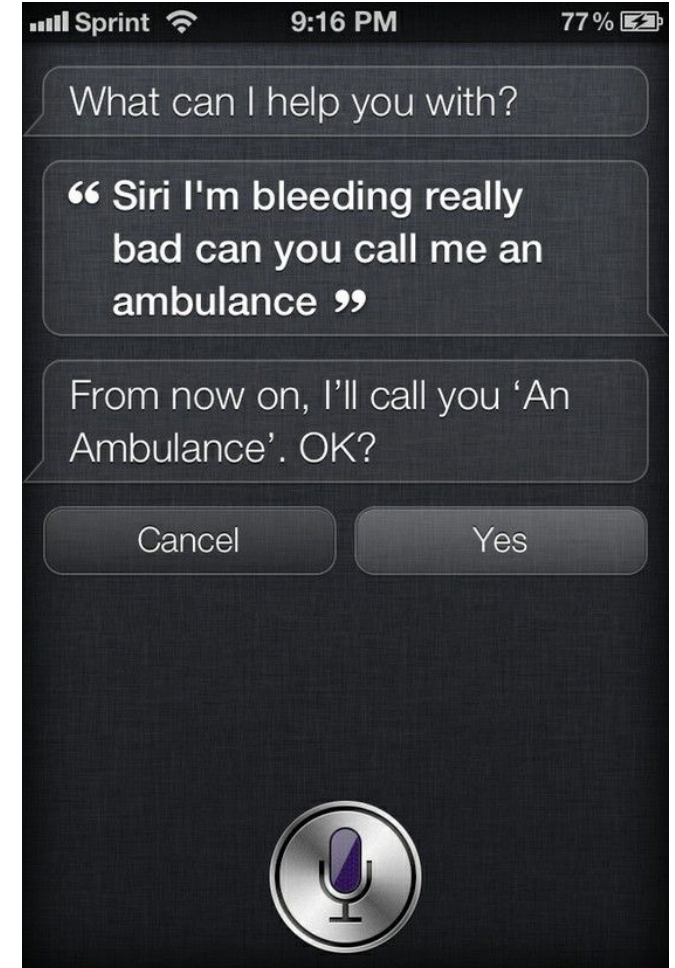 Sprint 9:16 PM 77%
What can I help you with?
“ Siri I'm bleeding really
bad can you call me an
ambulance ”
From now on, I’ll call you ‘An
Ambulance’. OK?
Cancel Yes